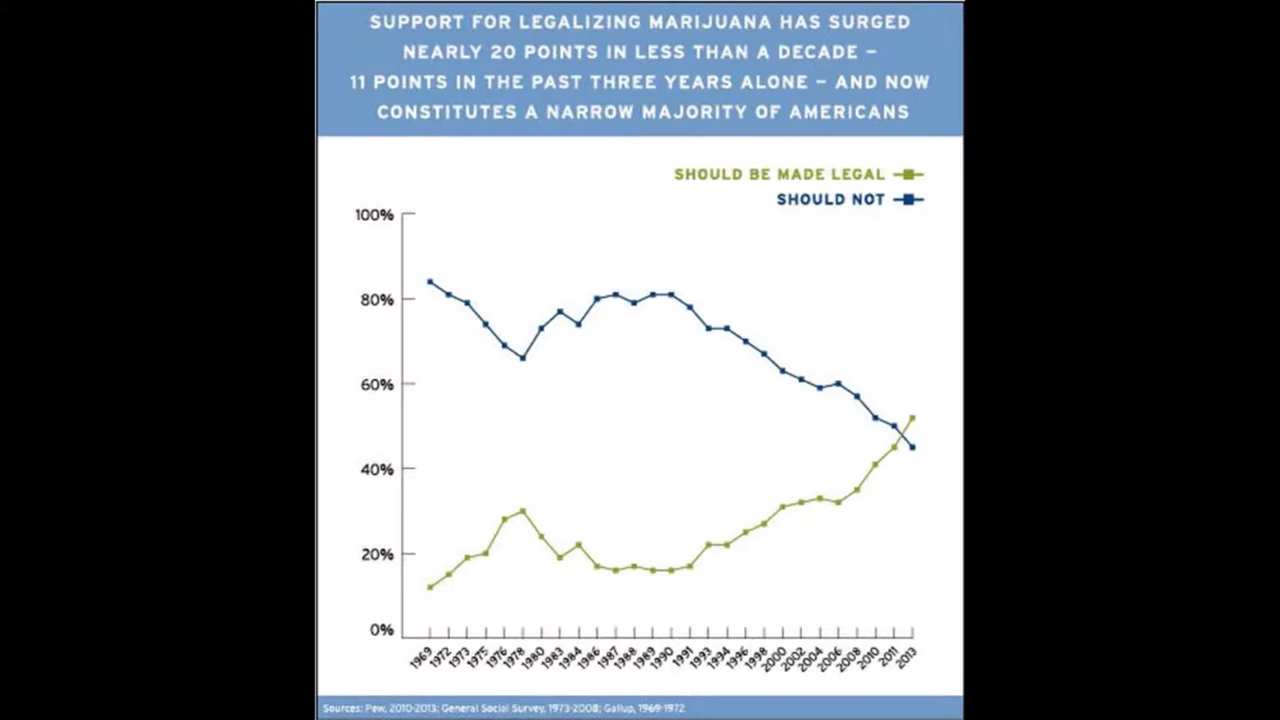 SUPPORT FOR LEGALIZING MARIJUANA HAS SURGED
NEARLY 20 POINTS IN LESS THAN A DECADE –
11 POINTS IN THE PAST THREE YEARS ALONE – AND NOW
CONSTITUTES A NARROW MAJORITY OF AMERICANS
SHOULD BE MADE LEGAL
SHOULD NOT
100%
80%
60%
40%
20%
0%
1969 1972 1973 1975 1976 1978 1980 1983 1984 1986 1987 1988 1989 1990 1991 1993 1994 1996 1998 2000 2002 2004 2006 2008 2010 2011 2013
Sources: Pew, 2010-2013; General Social Survey, 1973-2008; Gallup, 1969-1972